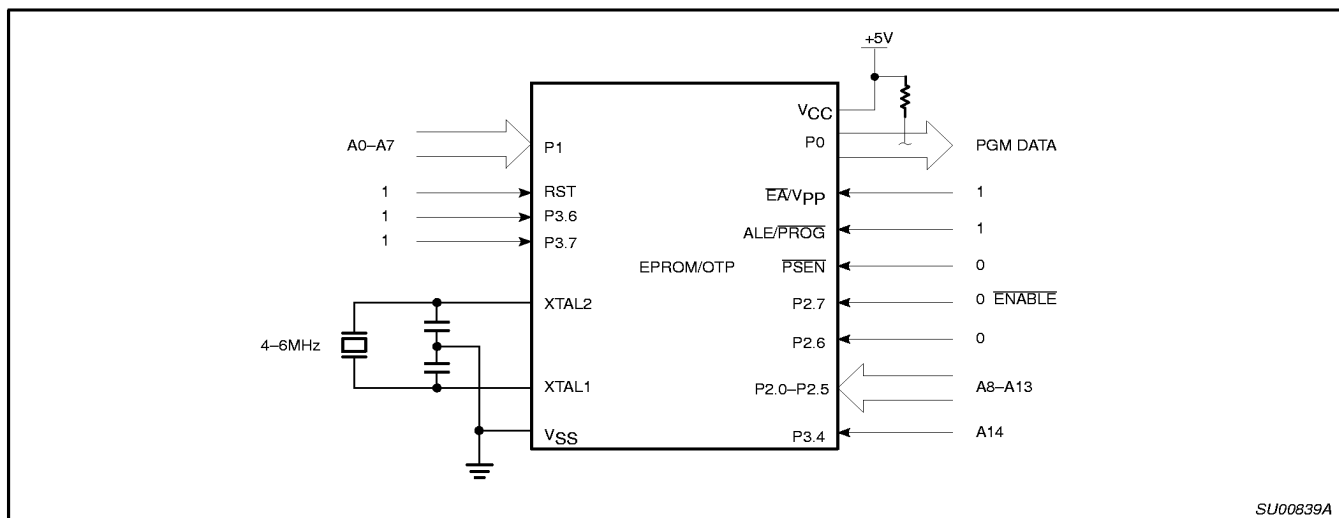 +5V
VCC
A0–A7
P1
P0
PGM DATA
1
RST
EA/VPP
1
1
P3.6
ALE/PROG
1
1
P3.7
EPROM/OTP
PSEN
0
XTAL2
P2.7
0 ENABLE
4–6MHz
P2.6
0
XTAL1
P2.0–P2.5
A8–A13
VSS
P3.4
A14
SU00839A